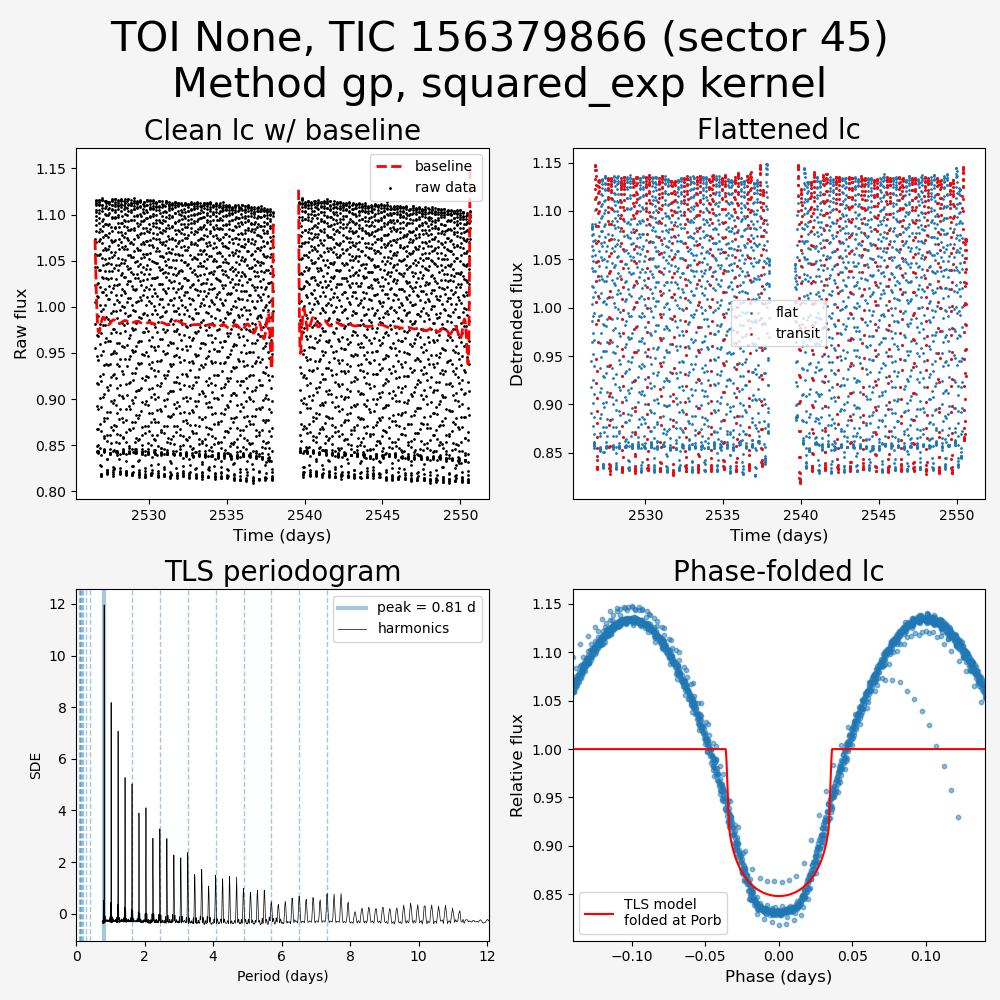 TOI None, TIC 156379866 (sector 45)
Method gp, squared_exp kernel
Clean lc w/ baseline
baseline
raw data
1.15
1.10
1.05
1.00
0.95
0.90
0.85
0.80
Raw flux
2530
2535
2540
2545
2550
Time (days)
Flattened lc
flat
transit
1.15
1.10
1.05
1.00
0.95
0.90
0.85
Detrended flux
2530
2535
2540
2545
2550
Time (days)
TLS periodogram
peak = 0.81 d
harmonics
12
10
8
6
4
2
0
SDE
0
2
4
6
8
10
12
Period (days)
Phase-folded lc
1.15
1.10
1.05
1.00
0.95
0.90
0.85
Relative flux
TLS model
folded at Porb
−0.10
−0.05
0.00
0.05
0.10
Phase (days)